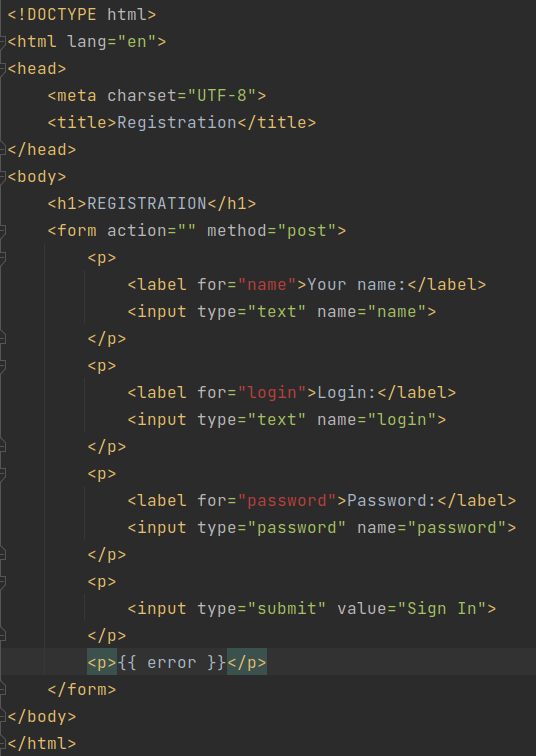 <!DOCTYPE html>
<html lang="en">
<head>
    <meta charset="UTF-8">
    <title>Registration</title>
</head>
<body>
    <h1>REGISTRATION</h1>
    <form action="" method="post">
        <p>
            <label for="name">Your name:</label>
            <input type="text" name="name">
        </p>
        <p>
            <label for="login">Login:</label>
            <input type="text" name="login">
        </p>
        <p>
            <label for="password">Password:</label>
            <input type="password" name="password">
        </p>
        <p>
            <input type="submit" value="Sign In">
        </p>
        <p>{{ error }}</p>
    </form>
</body>
</html>